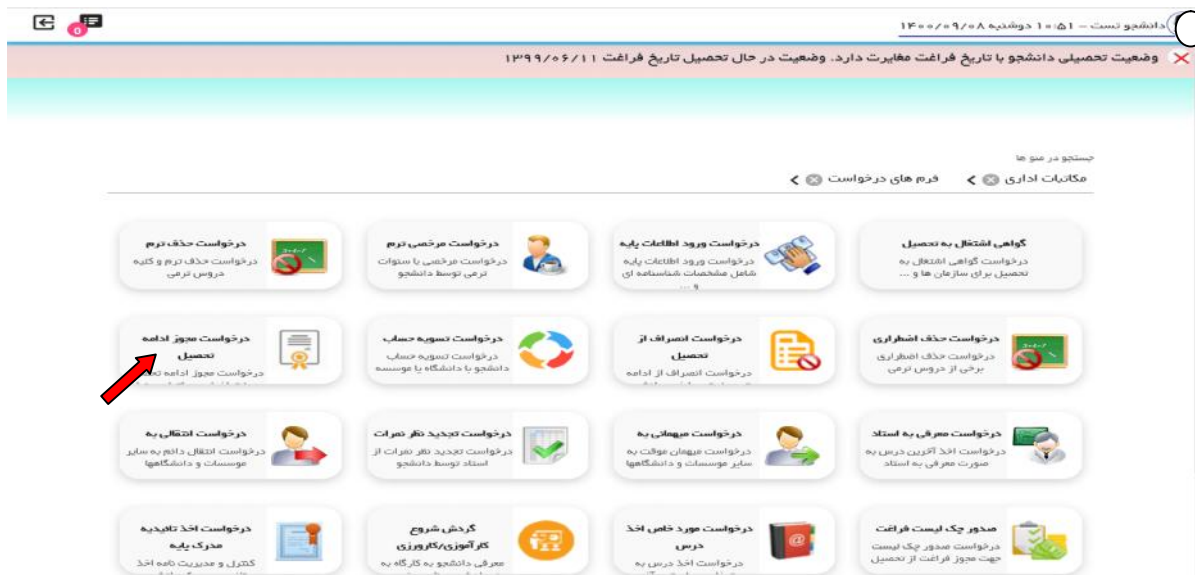 دانشجو تست – ۱۰:۵۱ دوشنبه ۱۴۰۰/۰۹/۰۸
0
وضعیت تحصیلی دانشجو با تاریخ فراغت مغایرت دارد. وضعیت در حال تحصیل تاریخ فراغت ۱۳۹۹/۰۶/۱۱
جستجو در منو ها
مکاتبات اداری
فرم های درخواست
گواهی اشتغال به تحصیل
درخواست گواهی اشتغال به
تحصیل برای سازمان ها و ...
درخواست ورود اطلاعات پایه
درخواست ورود اطلاعات پایه
شامل مشخصات شناسنامه ای
و ...
درخواست مرخصی ترم
درخواست مرخصی با سنوات
ترمی توسط دانشجو
درخواست حذف ترم
درخواست حذف ترم و کلیه
دروس ترمی
درخواست حذف اضطراری
درخواست حذف اضطراری
برخی از دروس ترمی
درخواست انصراف از
تحصیل
درخواست انصراف از ادامه
درخواست تسویه حساب
درخواست تسویه حساب
دانشجو با دانشگاه یا موسسه
درخواست مجوز ادامه
تحصیل
درخواست مجوز ادامه
درخواست معرفی به استاد
درخواست اخذ آخرین درس به
صورت معرفی به استاد
درخواست میهمانی به
درخواست میهمان موقت به
سایر موسسات و دانشگاهها
درخواست تجدید نظر نمرات
درخواست تجدید نظر نمرات از
استاد توسط دانشجو
درخواست انتقالی به
درخواست انتقال دائم به سایر
موسسات و دانشگاهها
صدور چک لیست فراغت
درخواست صدور چک لیست
جهت مجوز فراغت از تحصیل
درخواست مورد خاص اخذ
درس
درخواست اخذ درس به
گردش شروع
کارآموزی/کارورزی
معرفی دانشجو به کارگاه به
درخواست اخذ تائیدیه
مدرک پایه
کنترل و مدیریت نامه اخذ